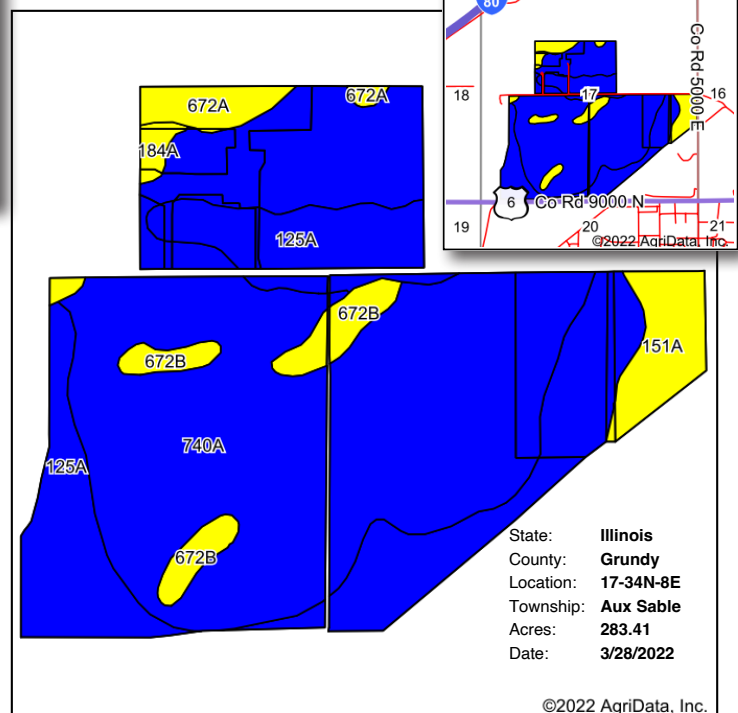 80
18
17
16
Co Rd 5000 E
6
Co Rd 9000 N
19
20
21
©2022 AgriData, Inc.
672A
672A
184A
125A
672B
672B
151A
740A
125A
672B
State: Illinois
County: Grundy
Location: 17-34N-8E
Township: Aux Sable
Acres: 283.41
Date: 3/28/2022
©2022 AgriData, Inc.